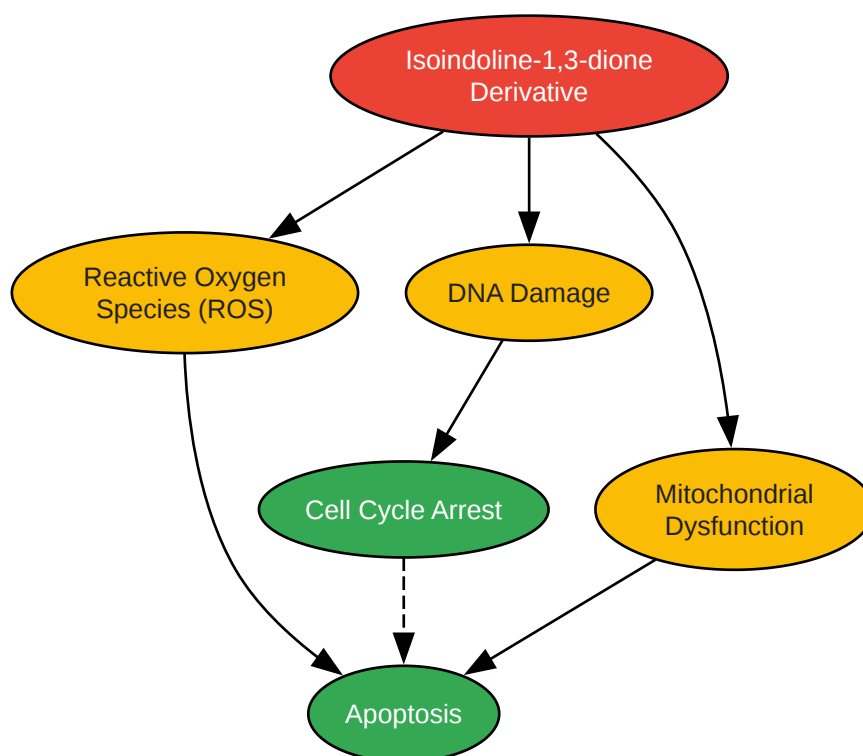 Isoindoline-1,3-dione
Derivative
Reactive Oxygen
Species (ROS)
DNA Damage
Cell Cycle Arrest
Mitochondrial
Dysfunction
Apoptosis